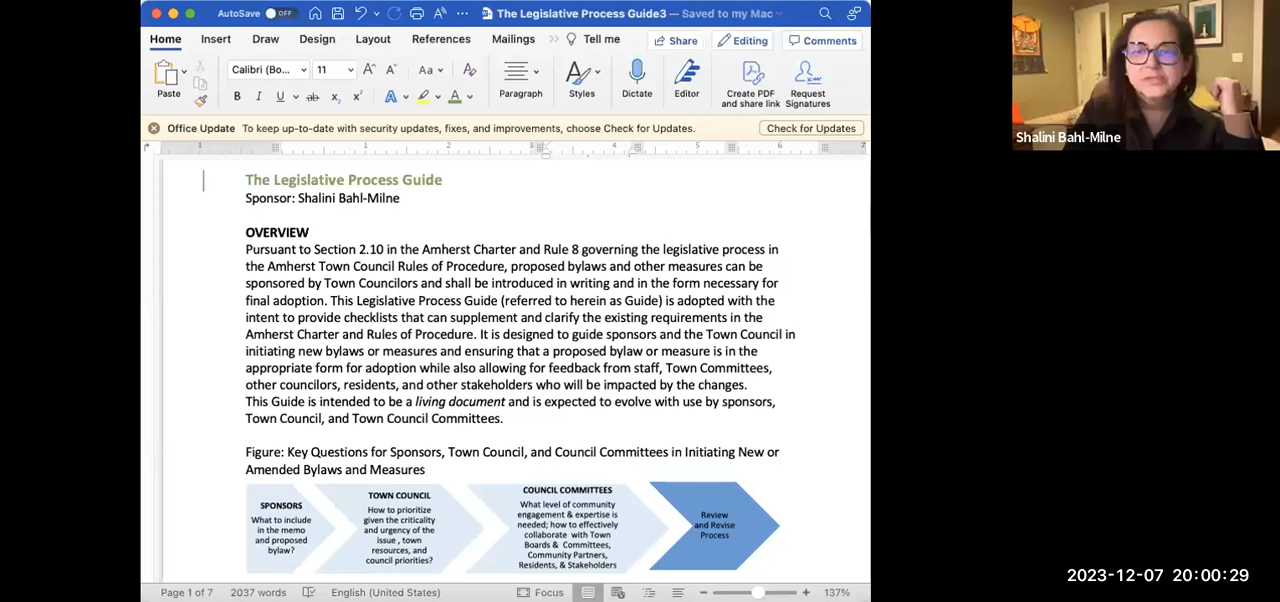 AutoSave OFF The Legislative Process Guide3 — Saved to my Mac
Home Insert Draw Design Layout References Mailings Tell me Share Editing Comments
Paste Calibri (Bo... 11 Aa Paragraph Styles Dictate Editor Create PDF and share link Request Signatures
B I U ab x₂ x² A A
Office Update To keep up-to-date with security updates, fixes, and improvements, choose Check for Updates. Check for Updates
1 1 2 3 4 5 6 7
The Legislative Process Guide
Sponsor: Shalini Bahl-Milne
OVERVIEW
Pursuant to Section 2.10 in the Amherst Charter and Rule 8 governing the legislative process in
the Amherst Town Council Rules of Procedure, proposed bylaws and other measures can be
sponsored by Town Councilors and shall be introduced in writing and in the form necessary for
final adoption. This Legislative Process Guide (referred to herein as Guide) is adopted with the
intent to provide checklists that can supplement and clarify the existing requirements in the
Amherst Charter and Rules of Procedure. It is designed to guide sponsors and the Town Council in
initiating new bylaws or measures and ensuring that a proposed bylaw or measure is in the
appropriate form for adoption while also allowing for feedback from staff, Town Committees,
other councilors, residents, and other stakeholders who will be impacted by the changes.
This Guide is intended to be a living document and is expected to evolve with use by sponsors,
Town Council, and Town Council Committees.
Figure: Key Questions for Sponsors, Town Council, and Council Committees in Initiating New or
Amended Bylaws and Measures
SPONSORS
What to include
in the memo
and proposed
bylaw?
TOWN COUNCIL
How to prioritize
given the criticality
and urgency of the
issue , town
resources, and
council priorities?
COUNCIL COMMITTEES
What level of community
engagement & expertise is
needed; how to effectively
collaborate with Town
Boards & Committees,
Community Partners,
Residents, & Stakeholders
Review
and Revise
Process
Page 1 of 7 2037 words English (United States) Focus 137%
Shalini Bahl-Milne
2023-12-07 20:00:29